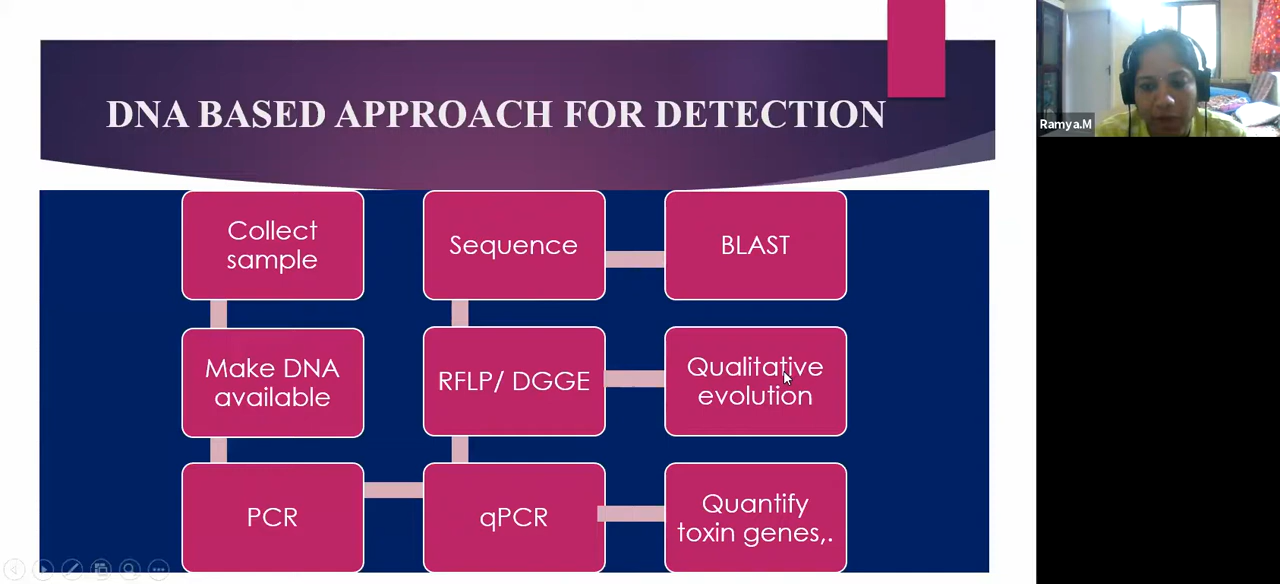 DNA BASED APPROACH FOR DETECTION
Ramya.M
Collect
sample
Sequence
BLAST
Make DNA
available
RFLP/ DGGE
Qualitative
evolution
PCR
qPCR
Quantify
toxin genes,.